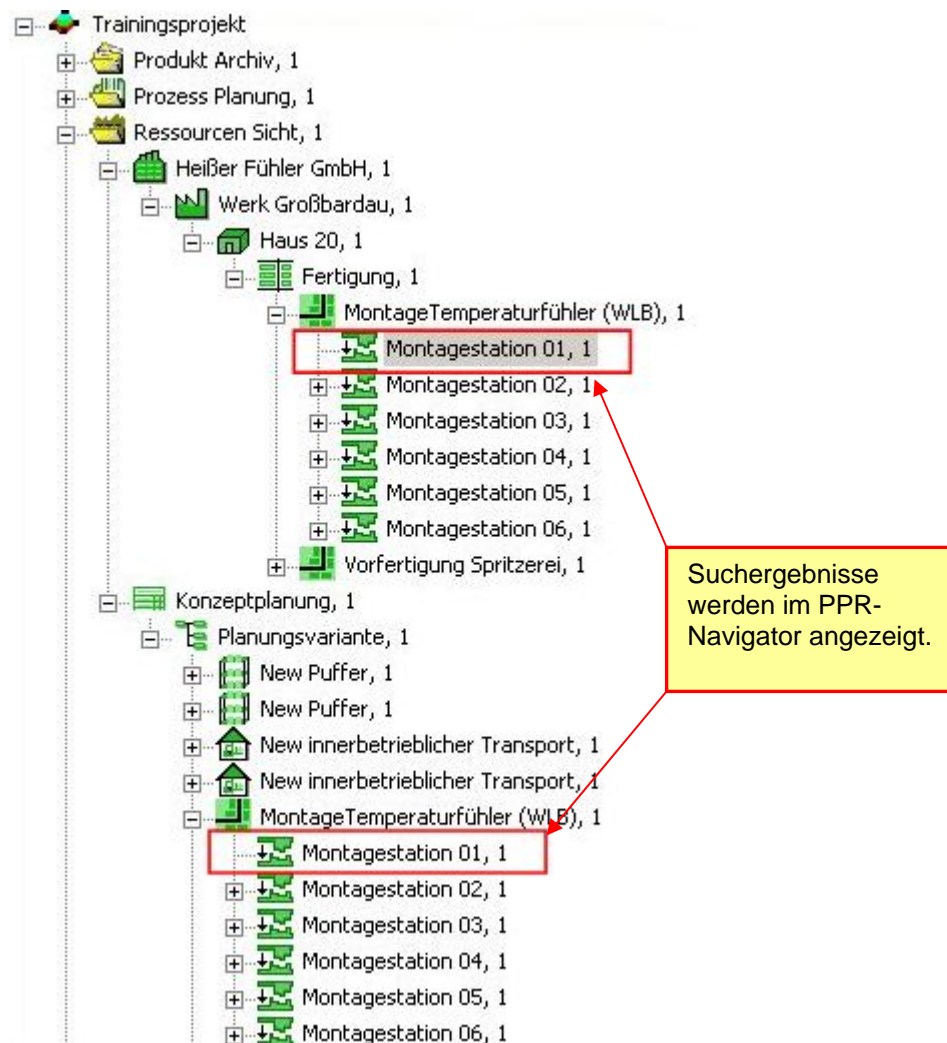 Trainingsprojekt
Produkt Archiv, 1
Prozess Planung, 1
Ressourcen Sicht, 1
Heißer Fühler GmbH, 1
Werk Großbardau, 1
Haus 20, 1
Fertigung, 1
MontageTemperaturfühler (WLB), 1
Montagestation 01, 1
Montagestation 02, 1
Montagestation 03, 1
Montagestation 04, 1
Montagestation 05, 1
Montagestation 06, 1
Vorfertigung Spritzerei, 1
Suchergebnisse
werden im PPR-
Navigator angezeigt.
Konzeptplanung, 1
Planungsvariante, 1
New Puffer, 1
New Puffer, 1
New innerbetrieblicher Transport, 1
New innerbetrieblicher Transport, 1
MontageTemperaturfühler (WLB), 1
Montagestation 01, 1
Montagestation 02, 1
Montagestation 03, 1
Montagestation 04, 1
Montagestation 05, 1
Montagestation 06, 1